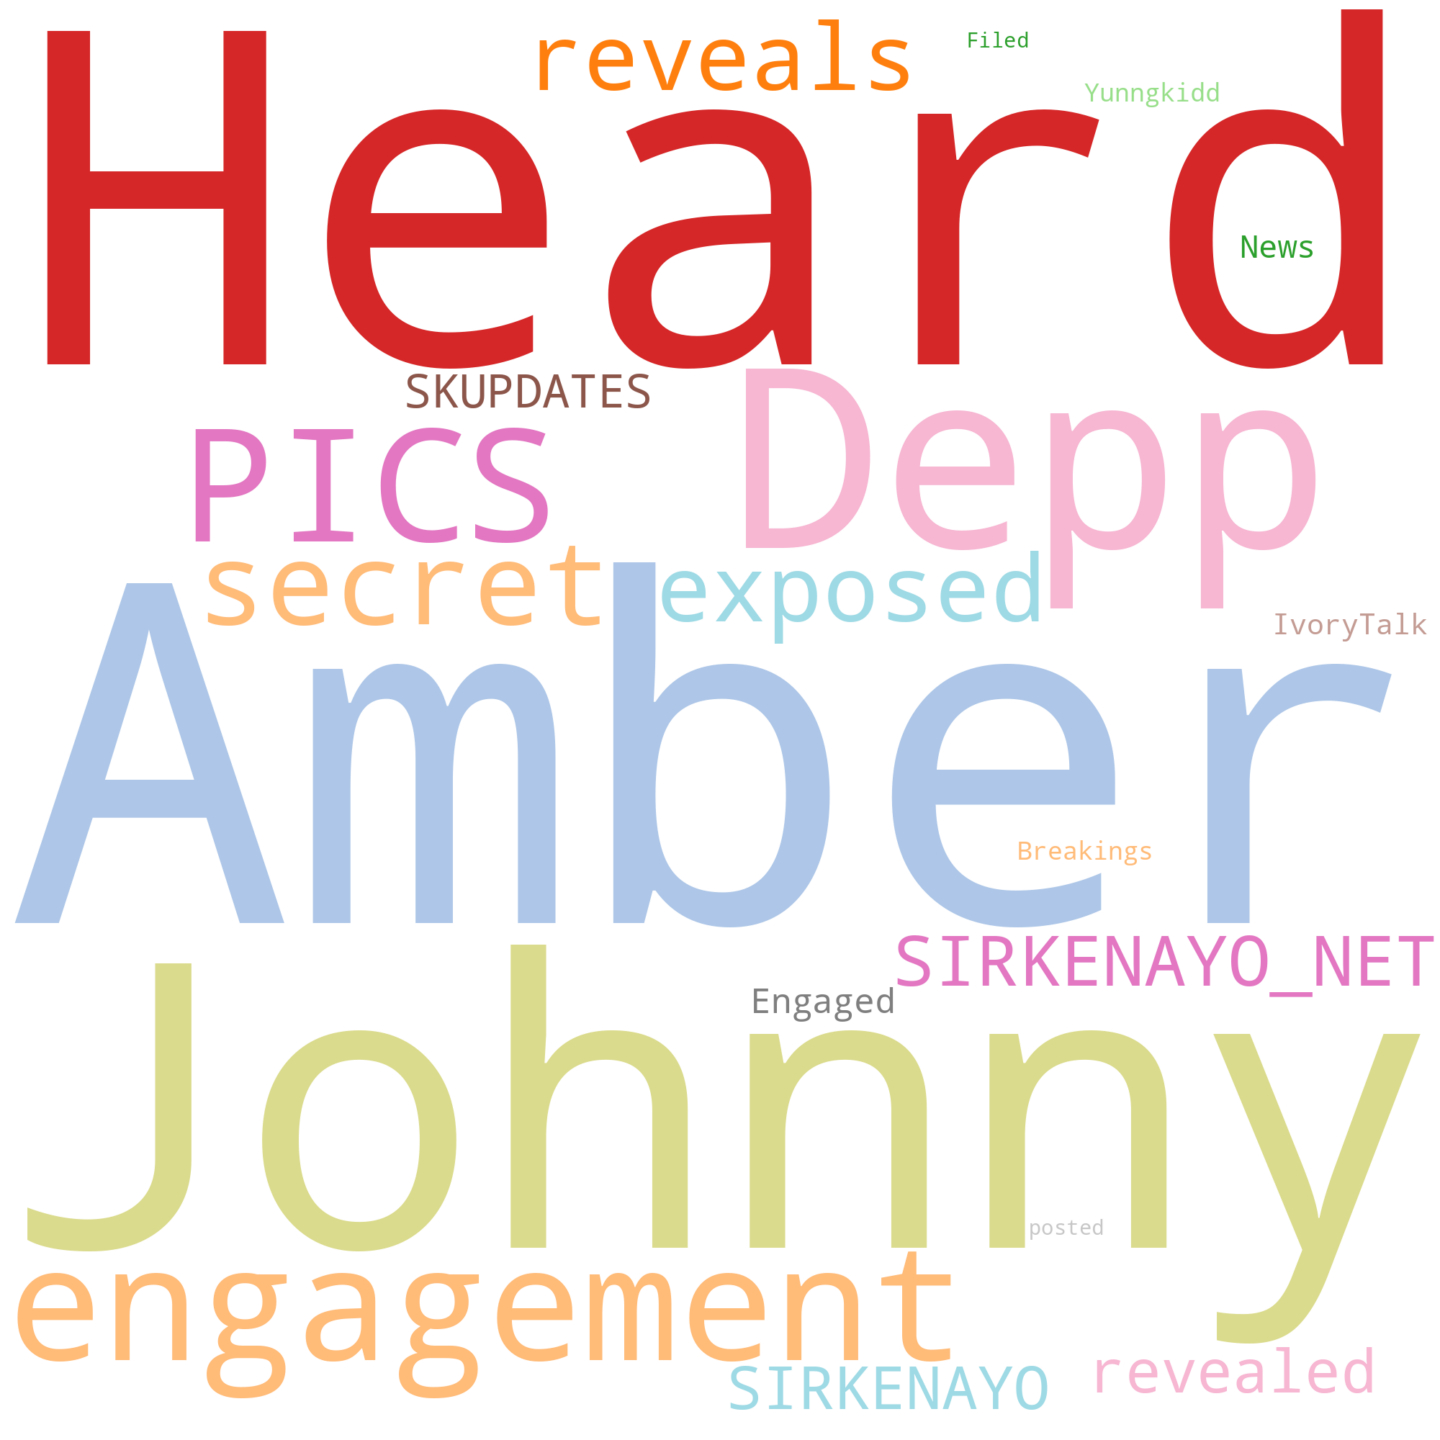 reveals
Filed
Yunngkidd
Heard
News
SKUPDATES
Depp
PICS
secret
exposed
IvoryTalk
Amber
Breakings
SIRKENAYO_NET
Engaged
Johnny
posted
engagement
SIRKENAYO
revealed